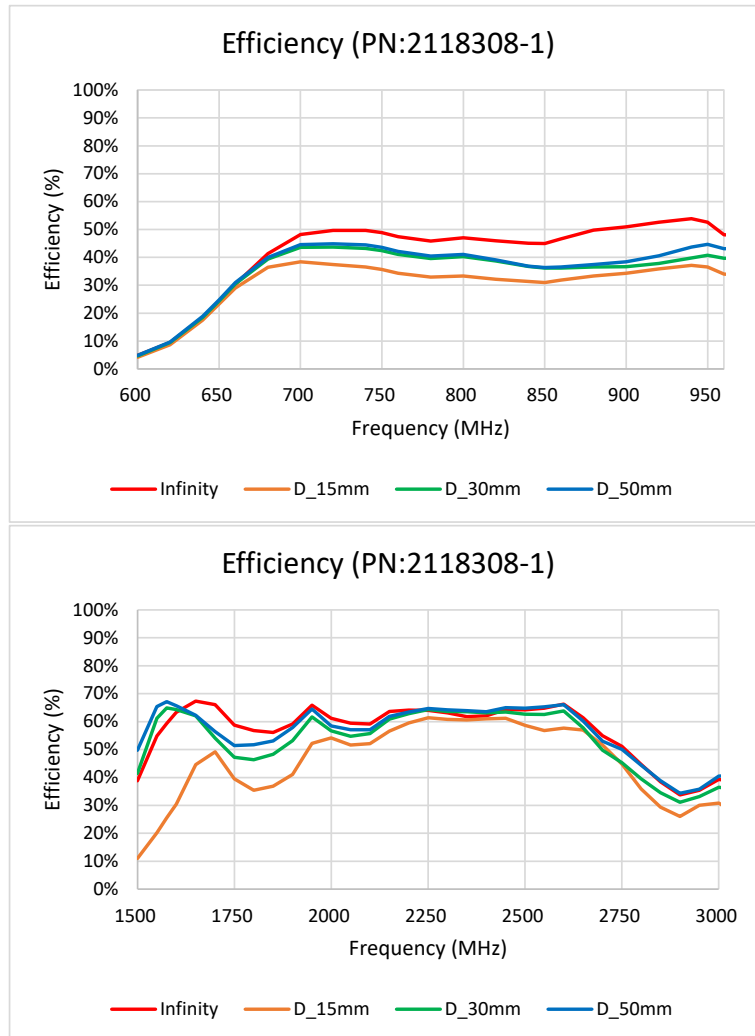 Efficiency (PN:2118308-1)
100%
90%
80%
70%
60%
50%
40%
30%
20%
10%
0%
Efficiency (%)
600 650 700 750 800 850 900 950
Frequency (MHz)
Infinity D_15mm D_30mm D_50mm
Efficiency (PN:2118308-1)
100%
90%
80%
70%
60%
50%
40%
30%
20%
10%
0%
Efficiency (%)
1500 1750 2000 2250 2500 2750 3000
Frequency (MHz)
Infinity D_15mm D_30mm D_50mm